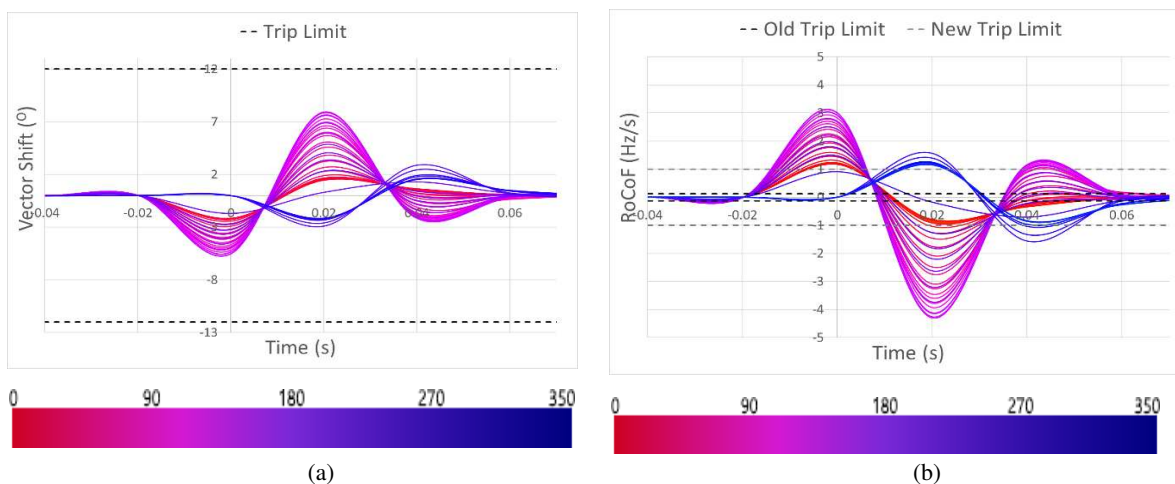 -- Trip Limit
12
7
2
-3
-8
-13
-0.04
-0.02
0
0.02
0.04
0.06
Vector Shift (⁰)
Time (s)
0 90 180 270 350
(a)
-- Old Trip Limit -- New Trip Limit
5
4
3
2
1
0
-1
-2
-3
-4
-5
-0.04
-0.02
0
0.02
0.04
0.06
RoCoF (Hz/s)
Time (s)
0 90 180 270 350
(b)